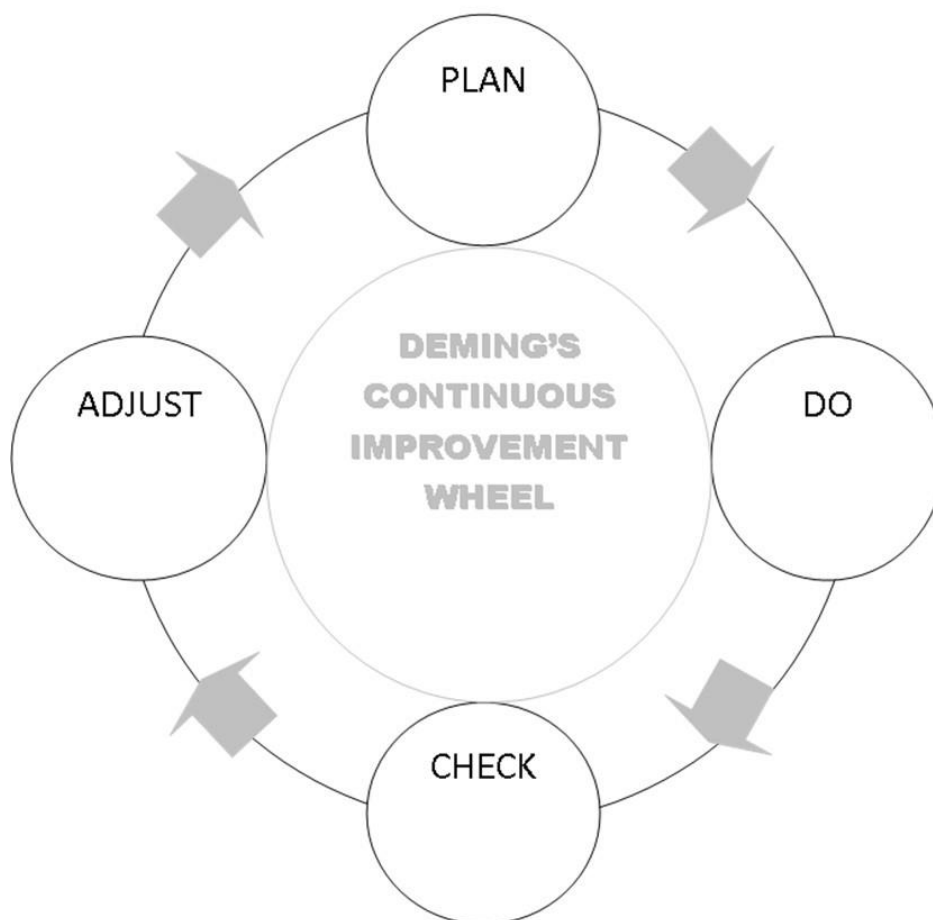 PLAN
DEMING'S
CONTINUOUS
IMPROVEMENT
WHEEL
ADJUST
DO
CHECK